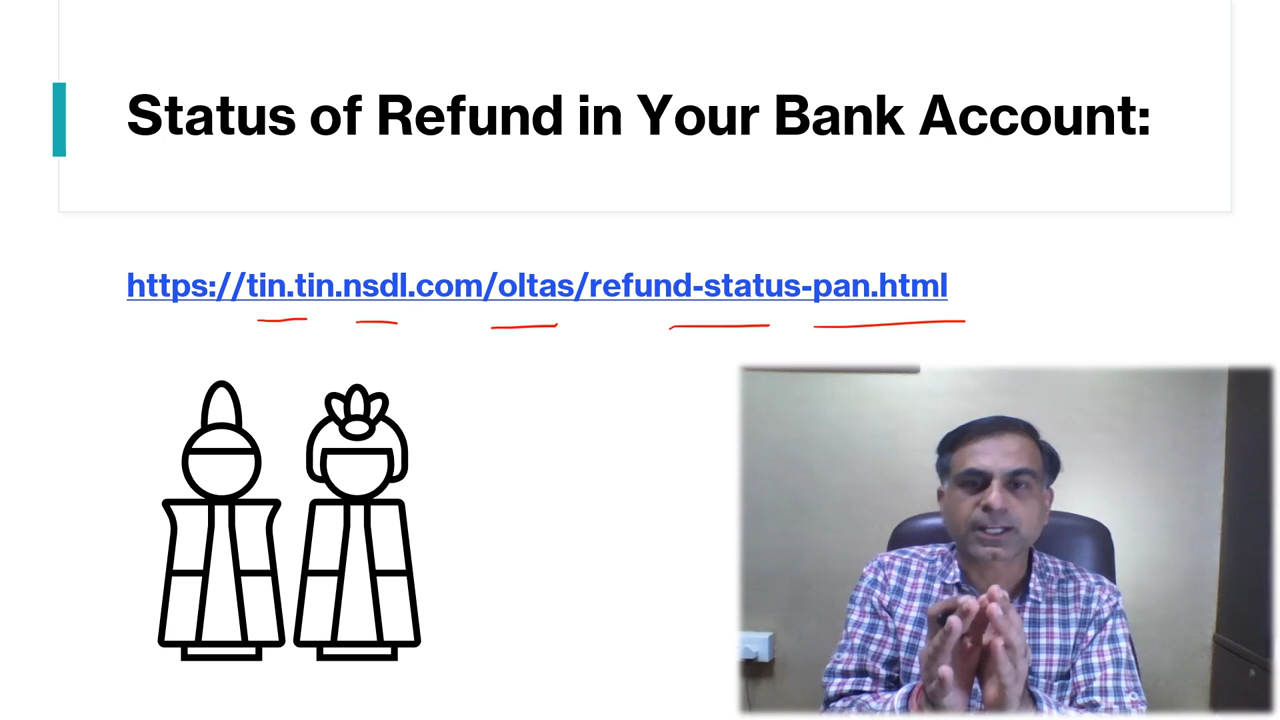 Status of Refund in Your Bank Account:
https://tin.tin.nsdl.com/oltas/refund-status-pan.html